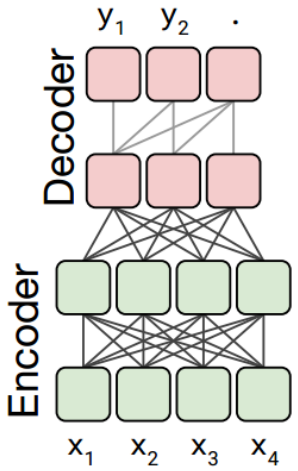 y1 y2 .
Decoder
Encoder
x1 x2 x3 x4